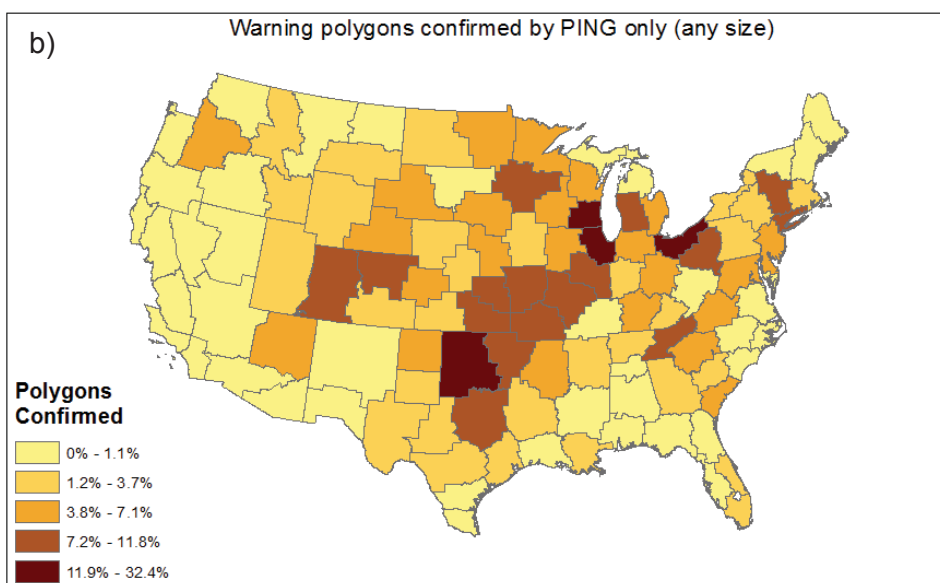 b)
Warning polygons confirmed by PING only (any size)
Polygons
Confirmed
0% - 1.1%
1.2% - 3.7%
3.8% - 7.1%
7.2% - 11.8%
11.9% - 32.4%